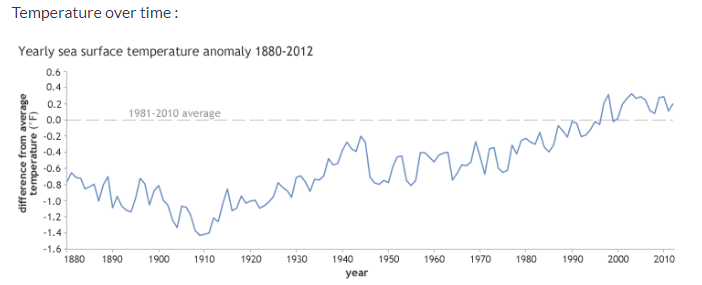 Temperature over time :
Yearly sea surface temperature anomaly 1880-2012
difference from average
temperature (°F)
0.6
0.4
0.2
0.0
-0.2
-0.4
-0.6
-0.8
-1.0
-1.2
-1.4
-1.6
1981-2010 average
1880 1890 1900 1910 1920 1930 1940 1950 1960 1970 1980 1990 2000 2010
year